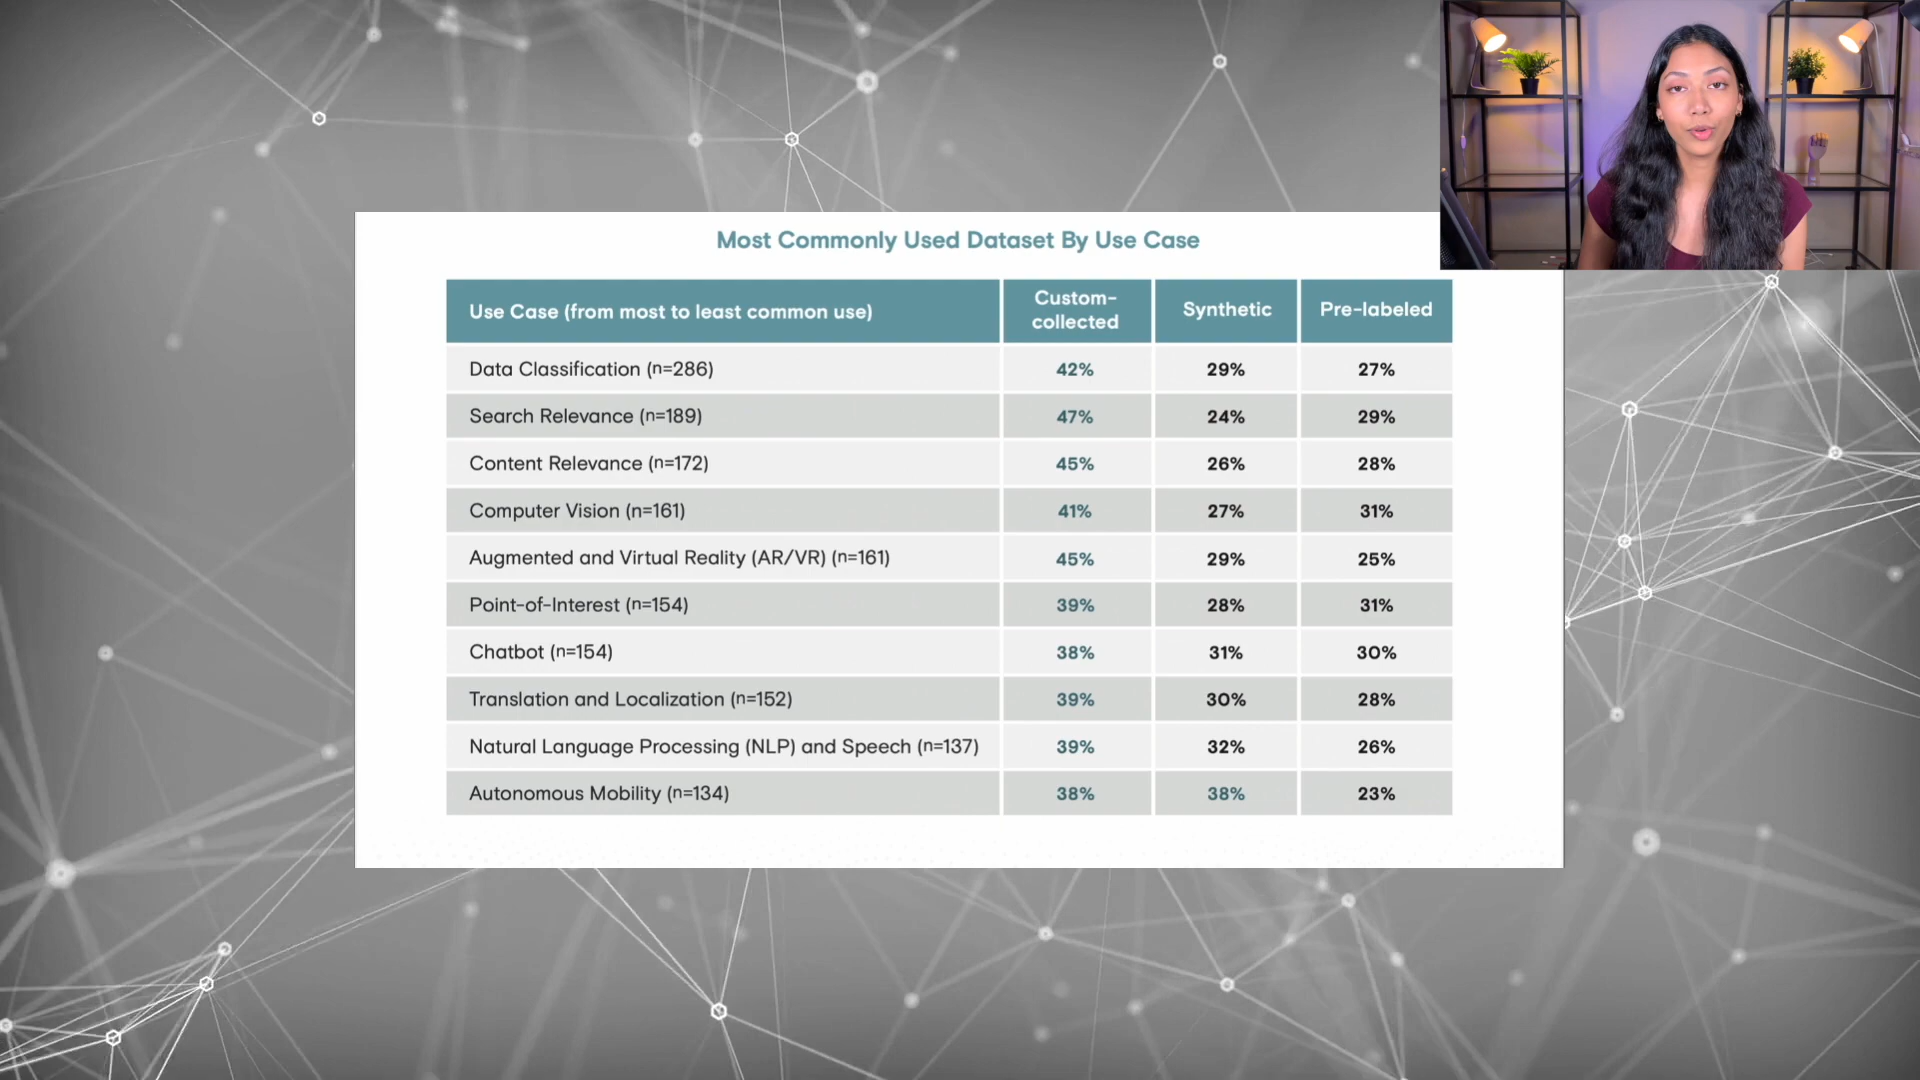 Most Commonly Used Dataset By Use Case
Use Case (from most to least common use)
Custom-
collected
Synthetic
Pre-labeled
Data Classification (n=286) 42% 29% 27%
Search Relevance (n=189) 47% 24% 29%
Content Relevance (n=172) 45% 26% 28%
Computer Vision (n=161) 41% 27% 31%
Augmented and Virtual Reality (AR/VR) (n=161) 45% 29% 25%
Point-of-Interest (n=154) 39% 28% 31%
Chatbot (n=154) 38% 31% 30%
Translation and Localization (n=152) 39% 30% 28%
Natural Language Processing (NLP) and Speech (n=137) 39% 32% 26%
Autonomous Mobility (n=134) 38% 38% 23%